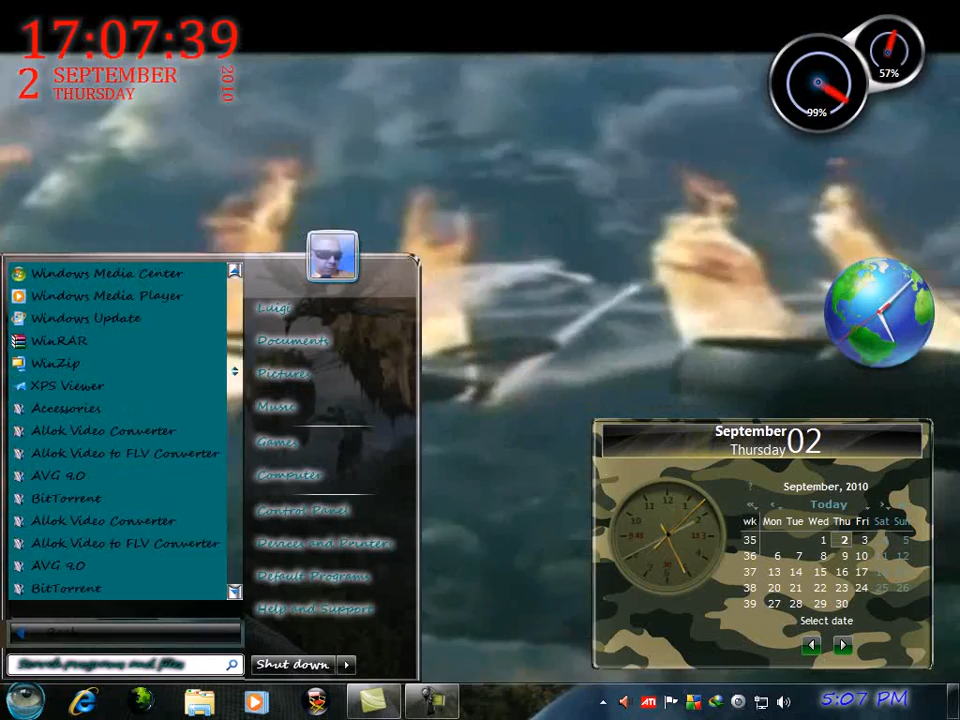 17:07:39
2 SEPTEMBER 2010
THURSDAY
99%
57%
Windows Media Center
Windows Media Player
Windows Update
WinRAR
WinZip
XPS Viewer
Accessories
Allok Video Converter
Allok Video to FLV Converter
AVG 9.0
BitTorrent
Allok Video Converter
Allok Video to FLV Converter
AVG 9.0
BitTorrent
Back
Search programs and files
Luigi
Documents
Pictures
Music
Games
Computer
Control Panel
Devices and Printers
Default Programs
Help and Support
Shut down
September 02
Thursday
September, 2010
Today
wk Mon Tue Wed Thu Fri Sat Sun
35 1 2 3 4 5
36 6 7 8 9 10 11 12
37 13 14 15 16 17
38 20 21 22 23 24 25 26
39 27 28 29 30
Select date
ATI
5:07 PM